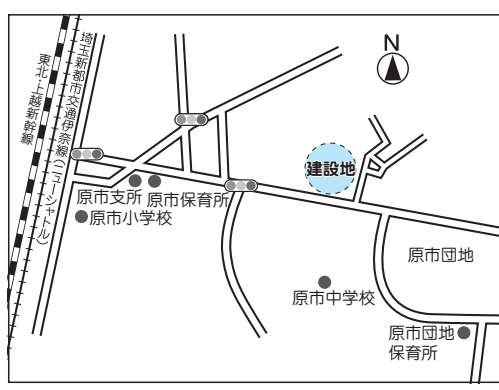 N
東北・上越新幹線
埼玉新都市交通伊奈線(ニューシャトル)
建設地
原市支所
原市保育所
原市小学校
原市団地
原市中学校
原市団地
保育所